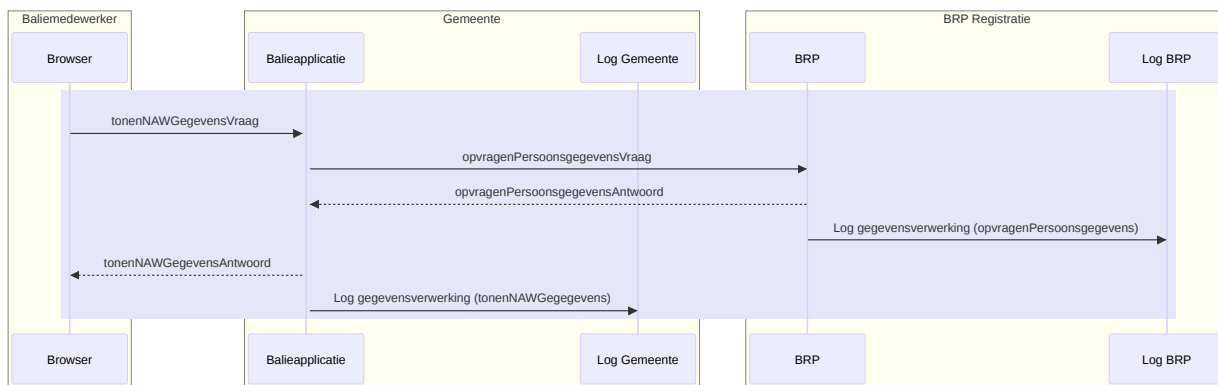 Baliemedewerker
Gemeente
BRP Registratie
Browser
Balieapplicatie
Log Gemeente
BRP
Log BRP
tonenNAWGegevensVraag
opvragenPersoonsgegevensVraag
opvragenPersoonsgegevensAntwoord
Log gegevensverwerking (opvragenPersoonsgegevens)
tonenNAWGegevensAntwoord
Log gegevensverwerking (tonenNAWGegegevens)
Browser
Balieapplicatie
Log Gemeente
BRP
Log BRP